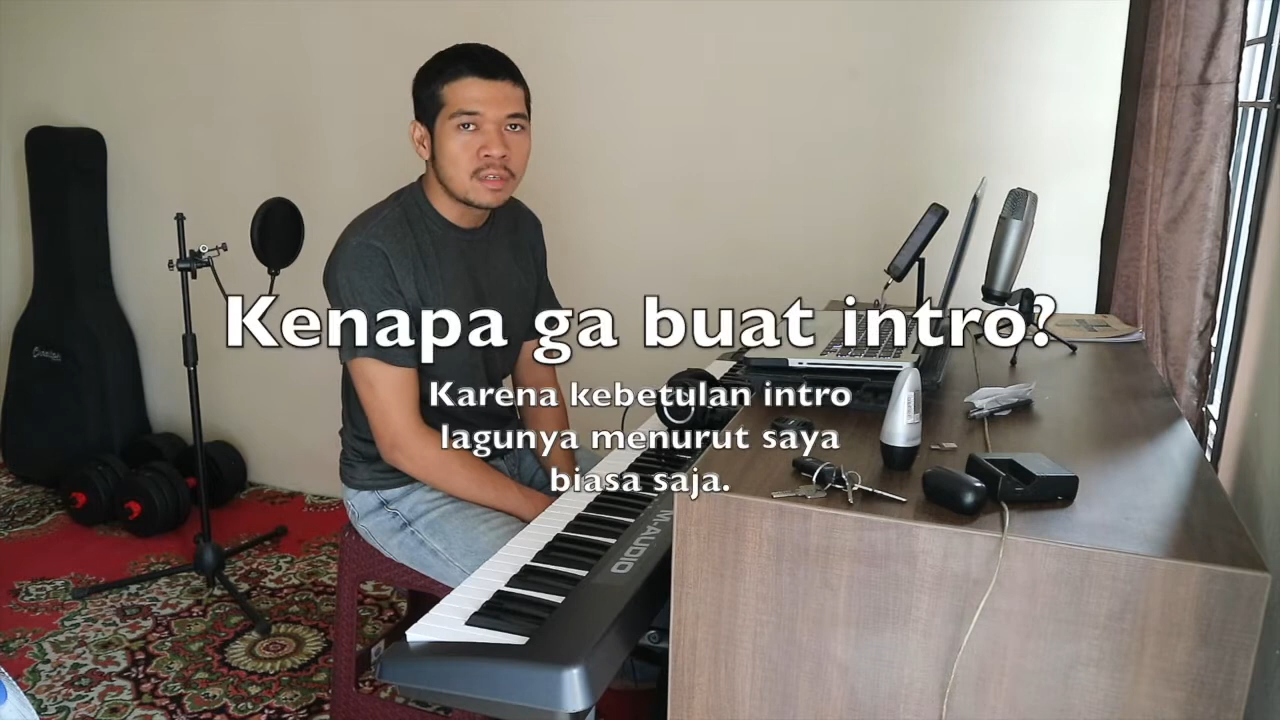 Kenapa ga buat intro?
Karena kebetulan intro
lagunya menurut saya
biasa saja.
M-AUDIO